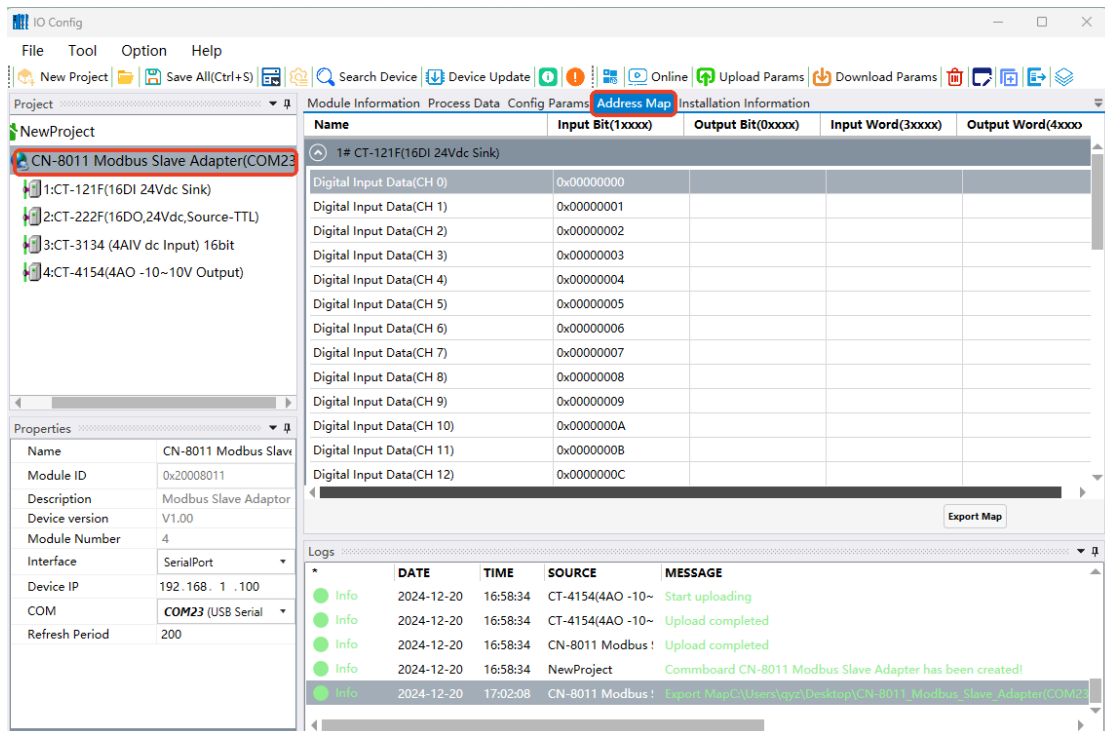 IO Config
File Tool Option Help
New Project Save All(Ctrl+S) Search Device Device Update Online Upload Params Download Params
Project
NewProject
CN-8011 Modbus Slave Adapter(COM23
1:CT-121F(16DI 24Vdc Sink)
2:CT-222F(16DO,24Vdc,Source-TTL)
3:CT-3134 (4AIV dc Input) 16bit
4:CT-4154(4AO -10~10V Output)
Properties
Name CN-8011 Modbus Slave
Module ID 0x20008011
Description Modbus Slave Adaptor
Device version V1.00
Module Number 4
Interface SerialPort
Device IP 192.168. 1 .100
COM COM23 (USB Serial
Refresh Period 200
Module Information Process Data Config Params Address Map Installation Information
Name Input Bit(1xxxx) Output Bit(0xxxx) Input Word(3xxxx) Output Word(4xxx
1# CT-121F(16DI 24Vdc Sink)
Digital Input Data(CH 0) 0x00000000
Digital Input Data(CH 1) 0x00000001
Digital Input Data(CH 2) 0x00000002
Digital Input Data(CH 3) 0x00000003
Digital Input Data(CH 4) 0x00000004
Digital Input Data(CH 5) 0x00000005
Digital Input Data(CH 6) 0x00000006
Digital Input Data(CH 7) 0x00000007
Digital Input Data(CH 8) 0x00000008
Digital Input Data(CH 9) 0x00000009
Digital Input Data(CH 10) 0x0000000A
Digital Input Data(CH 11) 0x0000000B
Digital Input Data(CH 12) 0x0000000C
Export Map
Logs
* DATE TIME SOURCE MESSAGE
Info 2024-12-20 16:58:34 CT-4154(4AO -10~ Start uploading
Info 2024-12-20 16:58:34 CT-4154(4AO -10~ Upload completed
Info 2024-12-20 16:58:34 CN-8011 Modbus Upload completed
Info 2024-12-20 16:58:34 NewProject Commboard CN-8011 Modbus Slave Adapter has been created!
Info 2024-12-20 17:02:08 CN-8011 Modbus Export MapC:\Users\qyz\Desktop\CN-8011_Modbus_Slave_Adapter(COM23